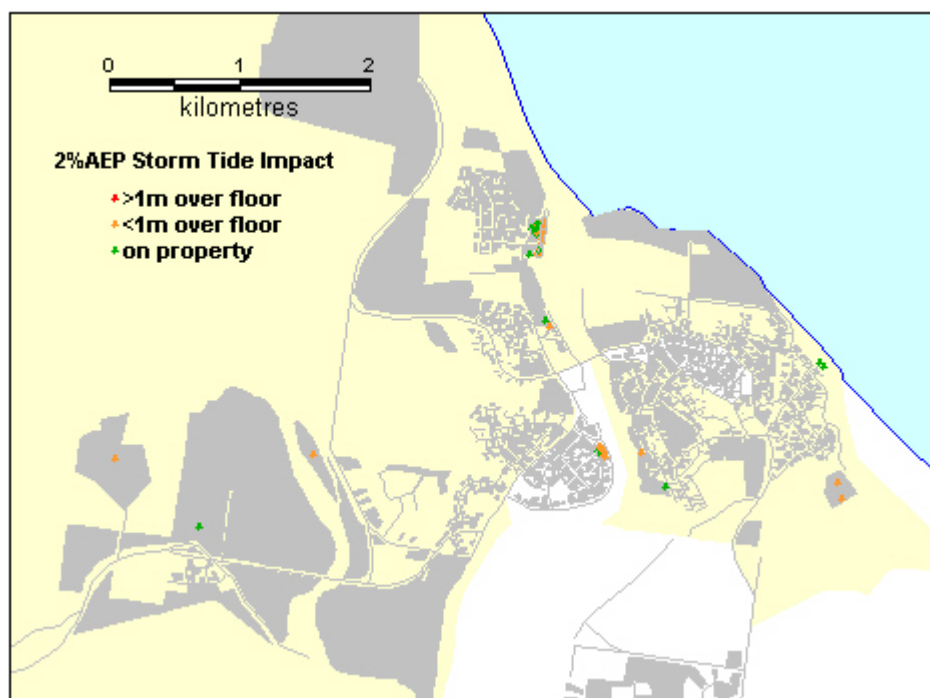 0 1 2
kilometres
2%AEP Storm Tide Impact
>1m over floor
<1m over floor
on property